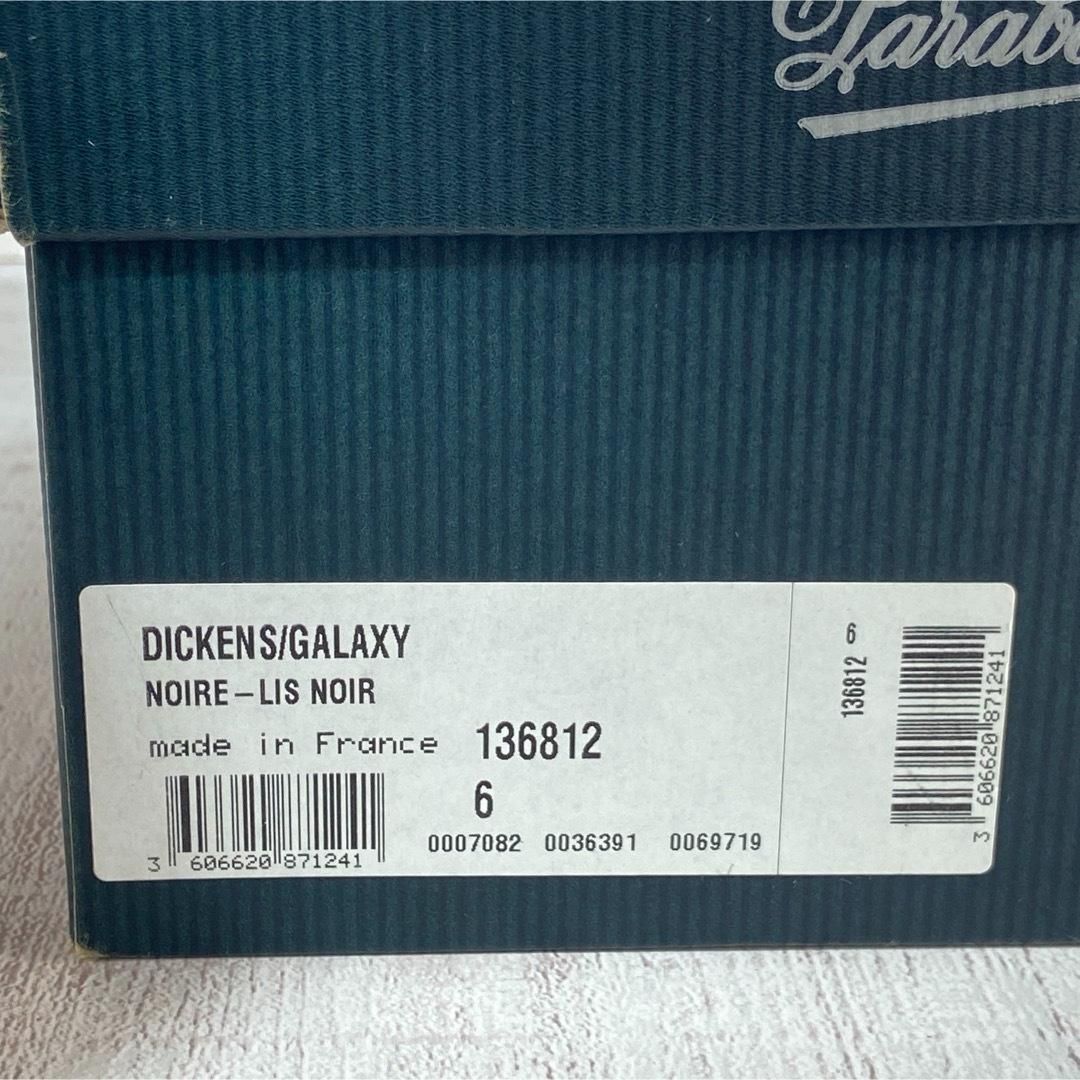 DICKENS/GALAXY
NOIRE – LIS NOIR
made in France 136812
6
0007082 0036391 0069719
3 606620 871241
6
136812
3 606620 871241